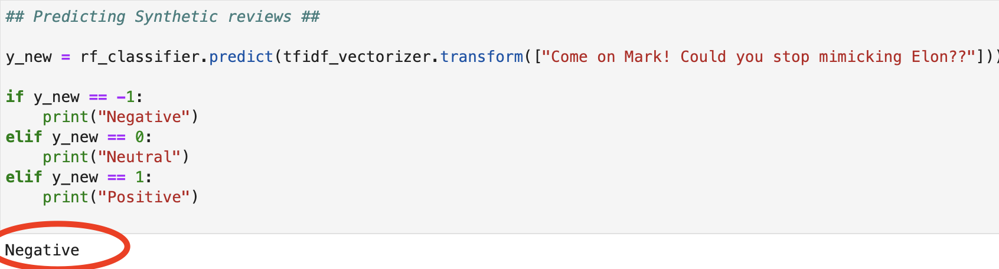 ## Predicting Synthetic reviews ##
y_new = rf_classifier.predict(tfidf_vectorizer.transform(["Come on Mark! Could you stop mimicking Elon??"]))
if y_new == -1:
    print("Negative")
elif y_new == 0:
    print("Neutral")
elif y_new == 1:
    print("Positive")
Negative